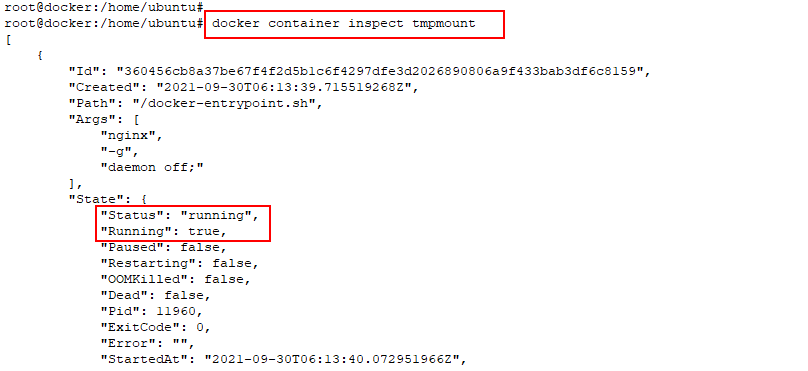 root@docker:/home/ubuntu#
root@docker:/home/ubuntu# docker container inspect tmpmount
[
    {
        "Id": "360456cb8a37be67f4f2d5b1c6f4297dfe3d2026890806a9f433bab3df6c8159",
        "Created": "2021-09-30T06:13:39.715519268Z",
        "Path": "/docker-entrypoint.sh",
        "Args": [
            "nginx",
            "-g",
            "daemon off;"
        ],
        "State": {
            "Status": "running",
            "Running": true,
            "Paused": false,
            "Restarting": false,
            "OOMKilled": false,
            "Dead": false,
            "Pid": 11960,
            "ExitCode": 0,
            "Error": "",
            "StartedAt": "2021-09-30T06:13:40.072951966Z",